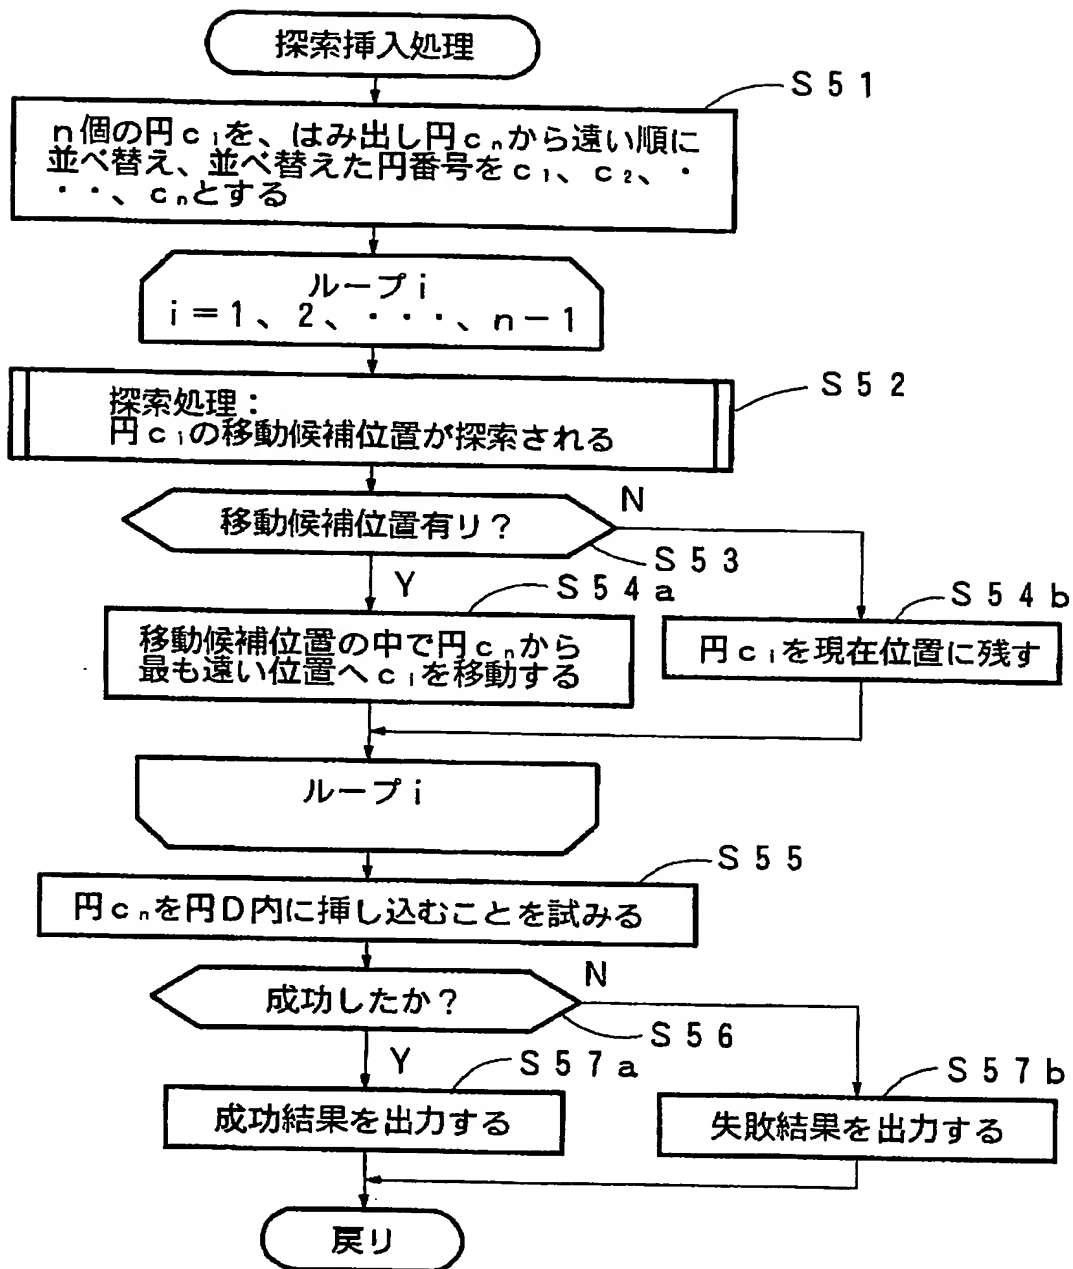 探索挿入処理
S51
n個の円cᵢを、はみ出し円cₙから遠い順に
並べ替え、並べ替えた円番号をc₁、c₂、・
・・、cₙとする
ループi
i=1、2、・・・、n-1
S52
探索処理:
円cᵢの移動候補位置が探索される
移動候補位置有り?
N
S53
Y
S54a
S54b
移動候補位置の中で円cₙから
最も遠い位置へcᵢを移動する
円cᵢを現在位置に残す
ループi
S55
円cₙを円D内に挿し込むことを試みる
成功したか?
N
S56
Y
S57a
S57b
成功結果を出力する
失敗結果を出力する
戻り